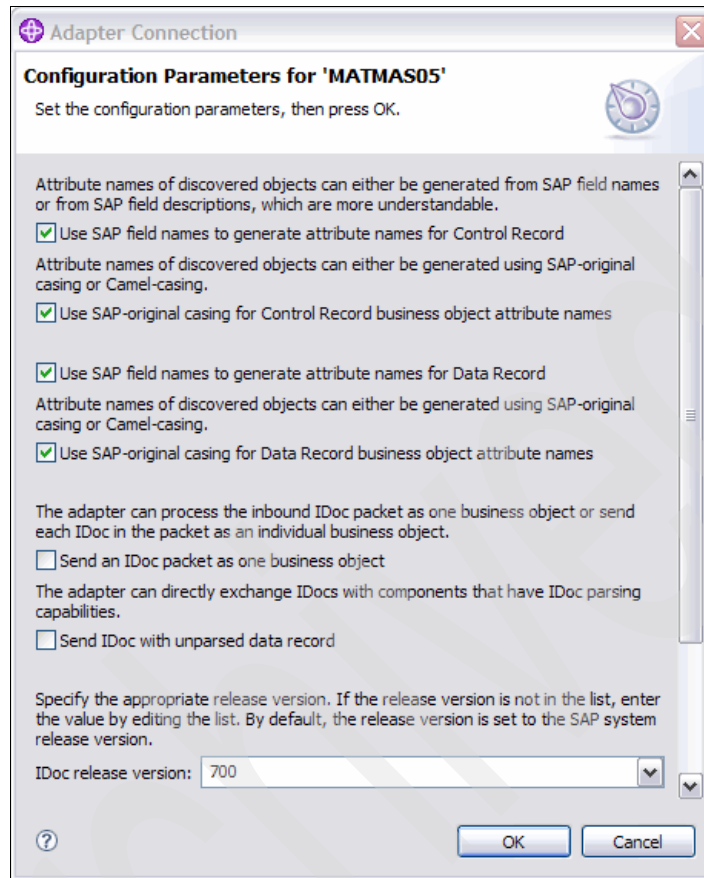 Adapter Connection
Configuration Parameters for 'MATMAS05'
Set the configuration parameters, then press OK.
Attribute names of discovered objects can either be generated from SAP field names
or from SAP field descriptions, which are more understandable.
Use SAP field names to generate attribute names for Control Record
Attribute names of discovered objects can either be generated using SAP-original
casing or Camel-casing.
Use SAP-original casing for Control Record business object attribute names
Use SAP field names to generate attribute names for Data Record
Attribute names of discovered objects can either be generated using SAP-original
casing or Camel-casing.
Use SAP-original casing for Data Record business object attribute names
The adapter can process the inbound IDoc packet as one business object or send
each IDoc in the packet as an individual business object.
Send an IDoc packet as one business object
The adapter can directly exchange IDocs with components that have IDoc parsing
capabilities.
Send IDoc with unparsed data record
Specify the appropriate release version. If the release version is not in the list, enter
the value by editing the list. By default, the release version is set to the SAP system
release version.
IDoc release version: 700
? OK Cancel